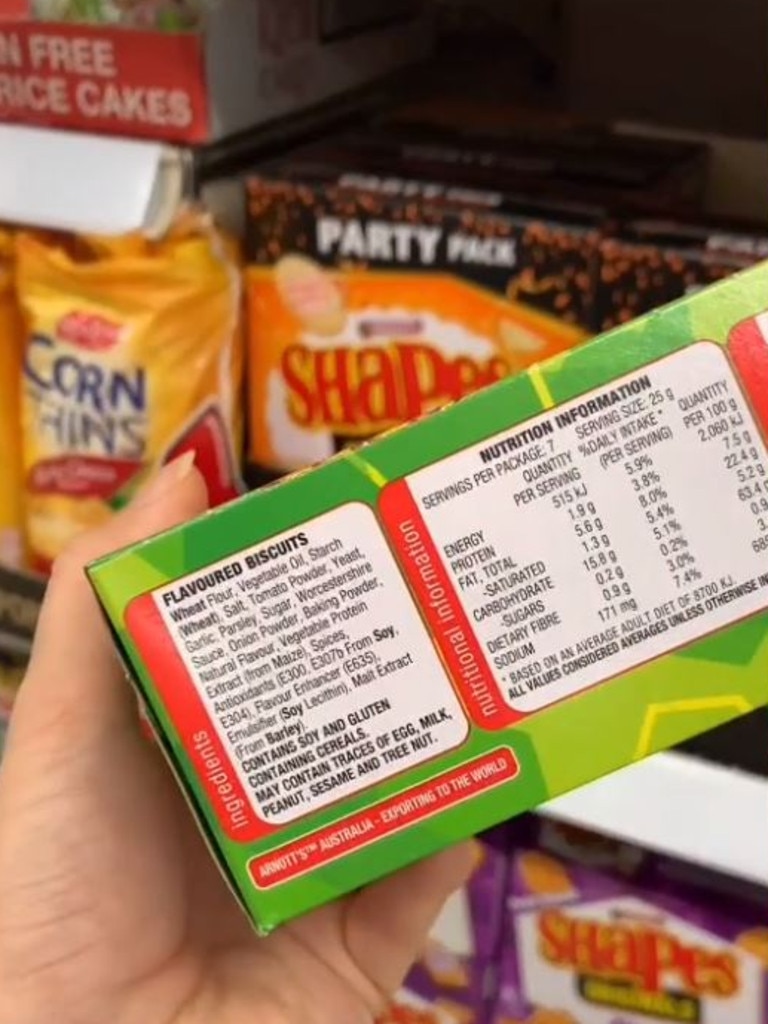 N FREE
RICE CAKES
PARTY PACK
SHAPES
CORN
THINS
FLAVOURED BISCUITS
Wheat Flour, Vegetable Oil, Starch
(Wheat), Salt, Tomato Powder, Yeast,
Garlic, Parsley, Sugar, Worcestershire
Sauce, Onion Powder, Baking Powder,
Natural Flavour, Vegetable Protein
Extract (from Maize), Spices,
Antioxidants (E300, E307b From Soy,
E304), Flavour Enhancer (E635),
Emulsifier (Soy Lecithin), Malt Extract
(From Barley).
CONTAINS SOY AND GLUTEN
CONTAINING CEREALS.
MAY CONTAIN TRACES OF EGG, MILK,
PEANUT, SESAME AND TREE NUT.
ingredients
ARNOTT'S™ AUSTRALIA - EXPORTING TO THE WORLD
nutritional information
NUTRITION INFORMATION
SERVINGS PER PACKAGE: 7 SERVING SIZE: 25 g
QUANTITY PER SERVING %DAILY INTAKE* (PER SERVING) QUANTITY PER 100 g
ENERGY 515 kJ 5.9% 2,060 kJ
PROTEIN 1.9 g 3.8% 7.5 g
FAT, TOTAL 5.6 g 8.0% 22.4 g
-SATURATED 1.3 g 5.4% 5.2 g
CARBOHYDRATE 15.8 g 5.1% 63.4 g
-SUGARS 0.2 g 0.2% 0.9
DIETARY FIBRE 0.9 g 3.0% 3.
SODIUM 171 mg 7.4% 685
* BASED ON AN AVERAGE ADULT DIET OF 8700 KJ.
ALL VALUES CONSIDERED AVERAGES UNLESS OTHERWISE IN
SHAPES